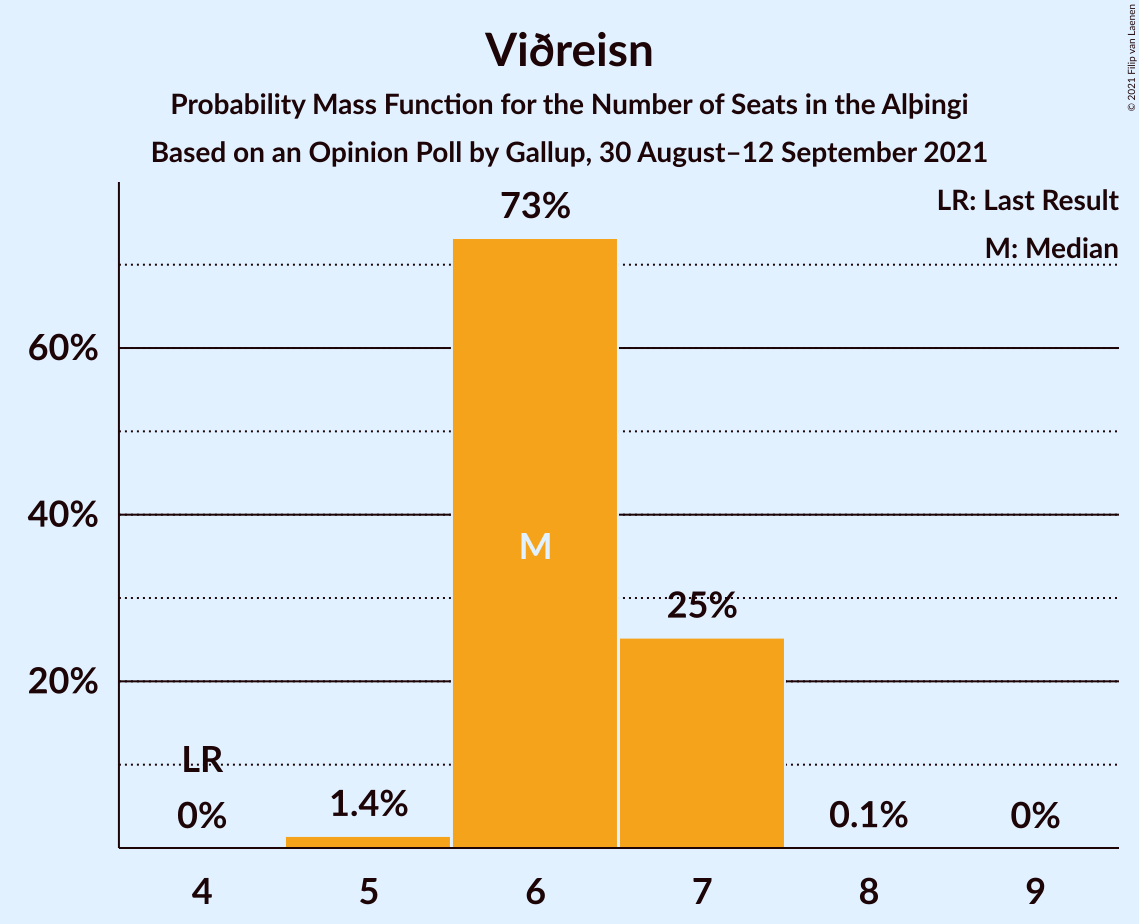 Viðreisn
Probability Mass Function for the Number of Seats in the Alþingi
Based on an Opinion Poll by Gallup, 30 August–12 September 2021
© 2021 Filip van Laenen
LR: Last Result
M: Median
73%
60%
40%
M
25%
20%
LR
0%
1.4%
0.1%
0%
4
5
6
7
8
9